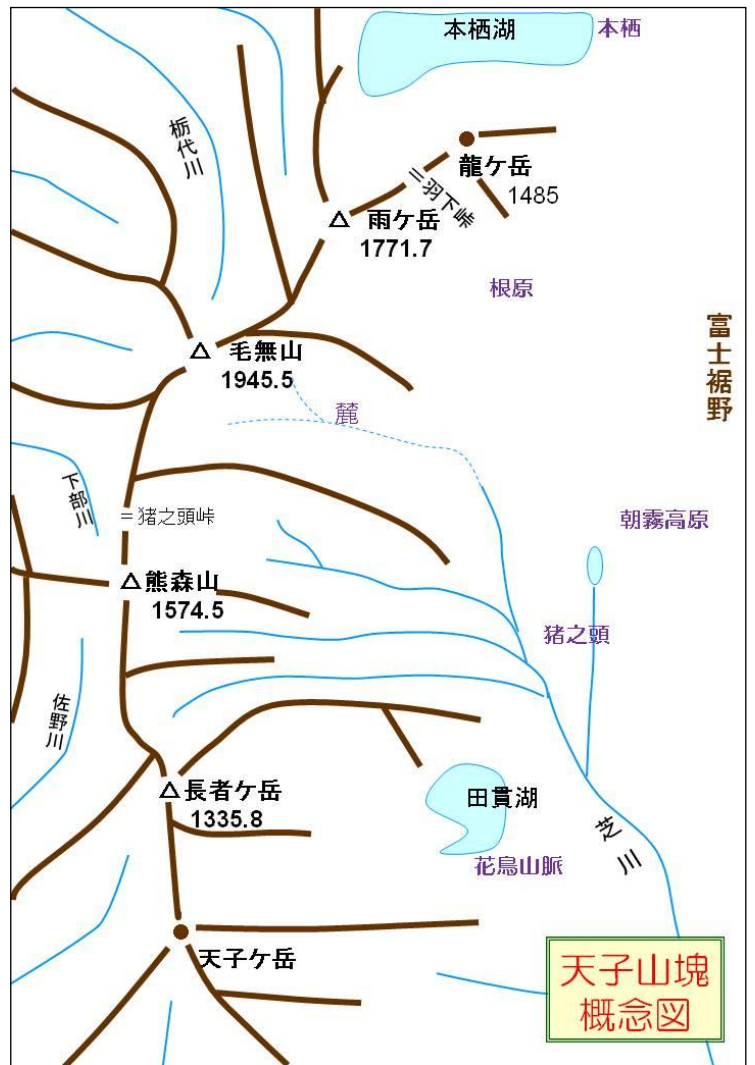 本栖湖
本栖
栃代川
龍ケ岳
1485
=羽下峠
雨ケ岳
1771.7
根原
富士裾野
毛無山
1945.5
麓
下部川
=猪之頭峠
朝霧高原
熊森山
1574.5
猪之頭
佐野川
長者ケ岳
1335.8
田貫湖
芝川
花鳥山脈
天子ケ岳
天子山塊
概念図